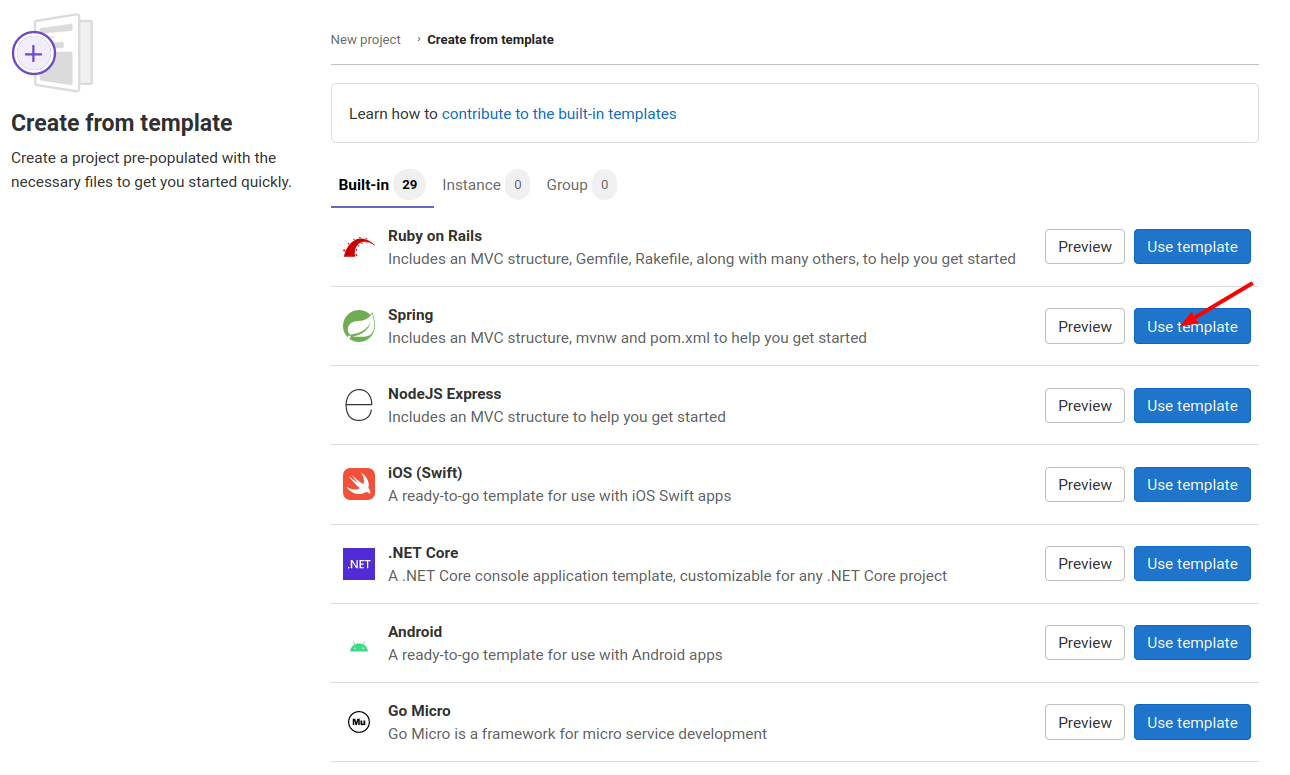 New project › Create from template
Learn how to contribute to the built-in templates
Create from template
Create a project pre-populated with the
necessary files to get you started quickly.
Built-in 29 Instance 0 Group 0
Ruby on Rails
Includes an MVC structure, Gemfile, Rakefile, along with many others, to help you get started
Preview Use template
Spring
Includes an MVC structure, mvnw and pom.xml to help you get started
Preview Use template
NodeJS Express
Includes an MVC structure to help you get started
Preview Use template
iOS (Swift)
A ready-to-go template for use with iOS Swift apps
Preview Use template
.NET
.NET Core
A .NET Core console application template, customizable for any .NET Core project
Preview Use template
Android
A ready-to-go template for use with Android apps
Preview Use template
Mu
Go Micro
Go Micro is a framework for micro service development
Preview Use template